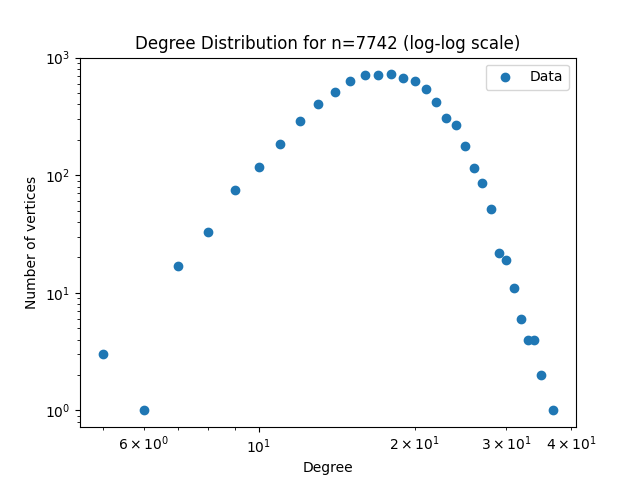 Degree Distribution for n=7742 (log-log scale)
Data
10³
10²
10¹
10⁰
Number of vertices
6 × 10⁰
10¹
2 × 10¹
3 × 10¹
4 × 10¹
Degree